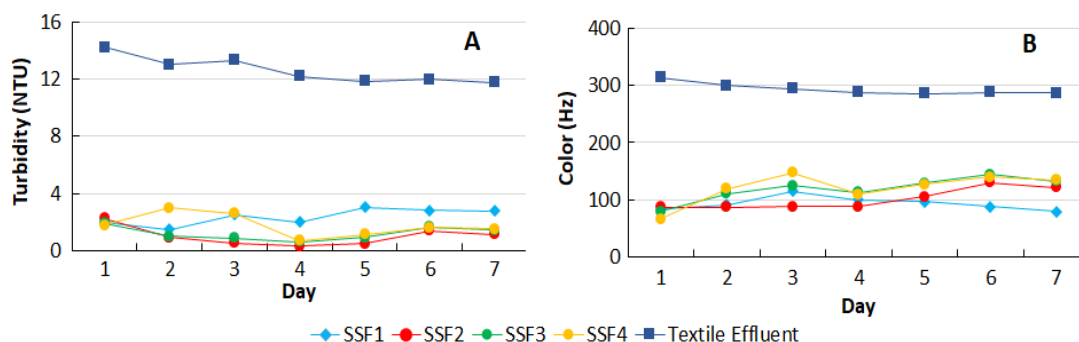 A
Turbidity (NTU)
16
12
8
4
0
1 2 3 4 5 6 7
Day
B
Color (Hz)
400
300
200
100
0
1 2 3 4 5 6 7
Day
SSF1 SSF2 SSF3 SSF4 Textile Effluent